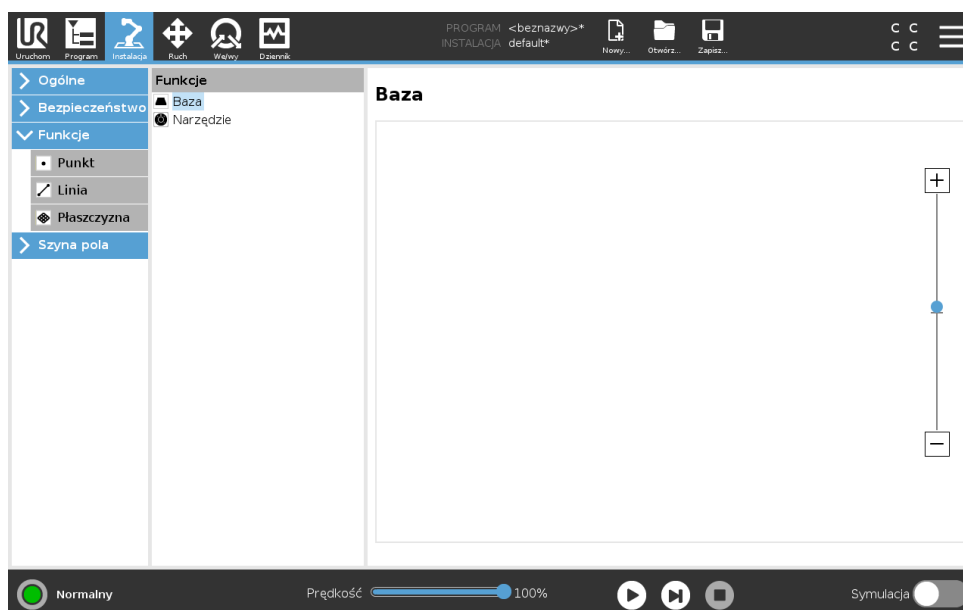 UR
PROGRAM <beznazwy>*
INSTALACJA default*
C C
C C
Uruchom Program Instalacja Ruch We/wy Dziennik Nowy... Otwórz... Zapisz...
Ogólne
Bezpieczeństwo
Funkcje
Punkt
Linia
Płaszczyzna
Szyna pola
Funkcje
Baza
Narzędzie
Baza
Normalny
Prędkość 100%
Symulacja